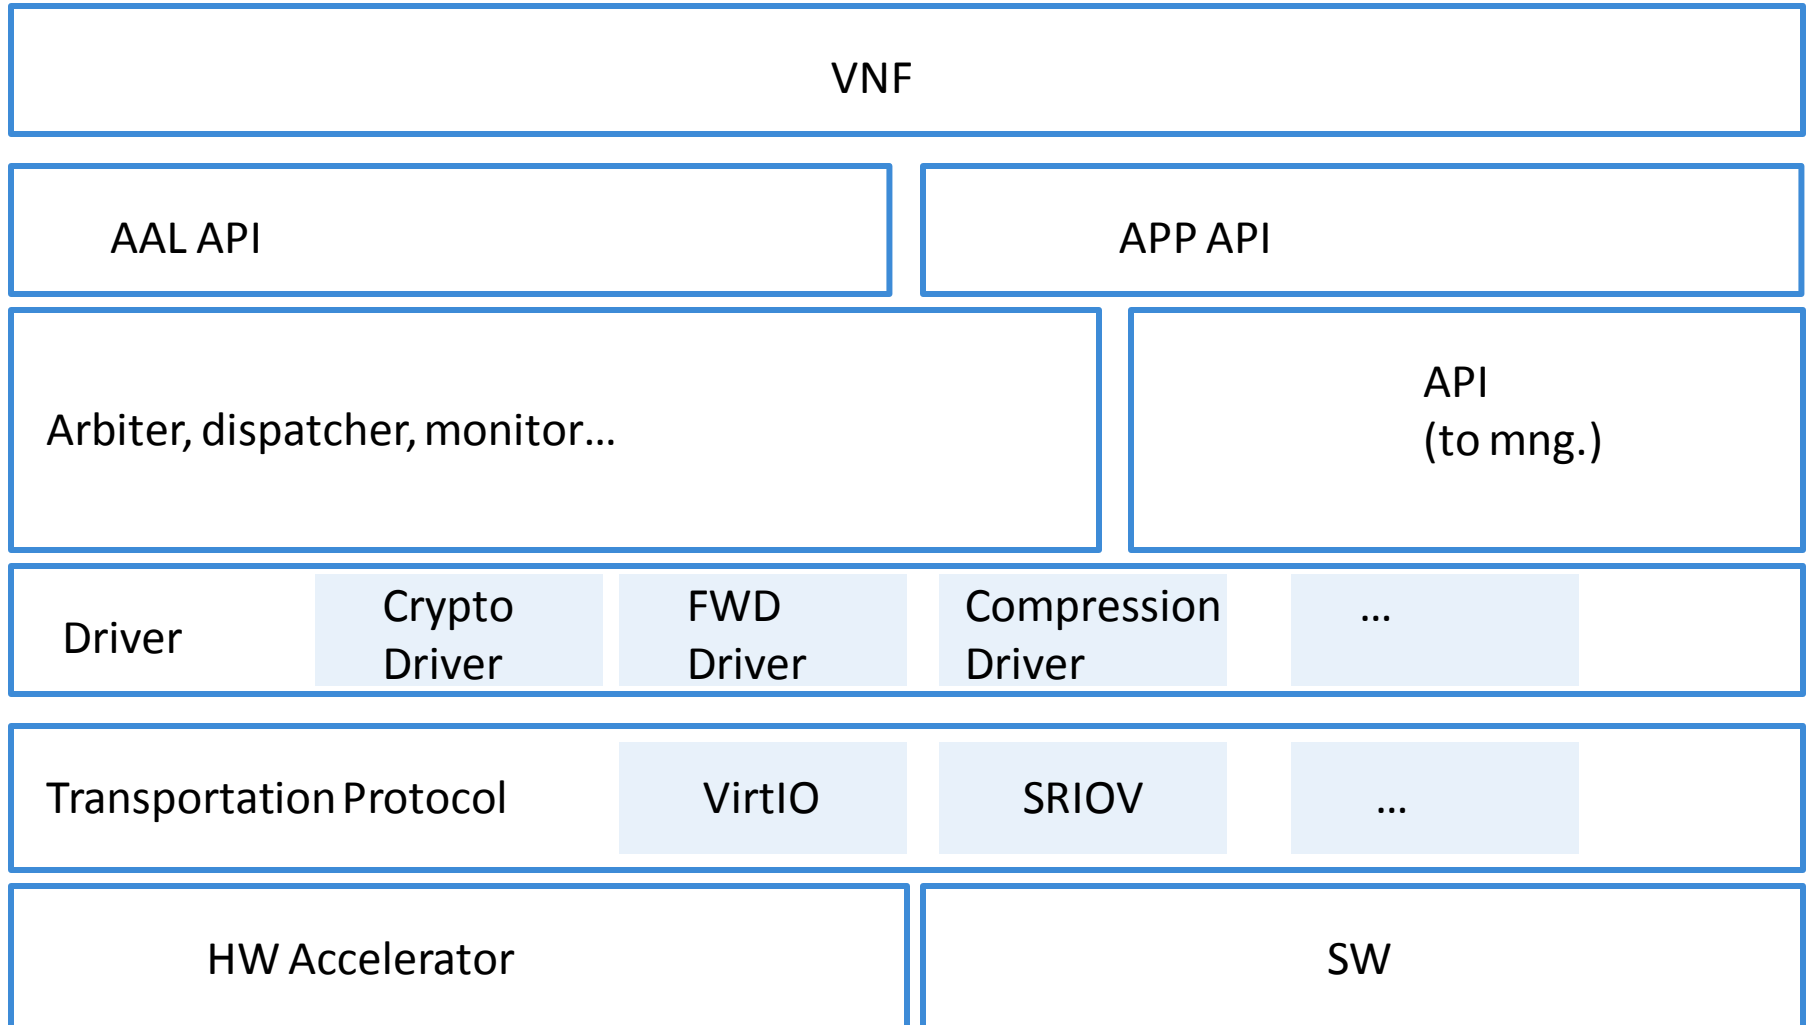 VNF
AAL API
APP API
Arbiter, dispatcher, monitor…
API
(to mng.)
Driver
Crypto
Driver
FWD
Driver
Compression
Driver
…
Transportation Protocol
VirtIO
SRIOV
…
HW Accelerator
SW